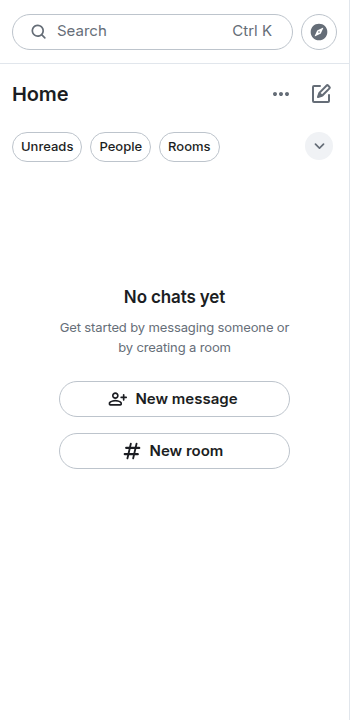 Search Ctrl K
Home
Unreads People Rooms
No chats yet
Get started by messaging someone or
by creating a room
New message
New room